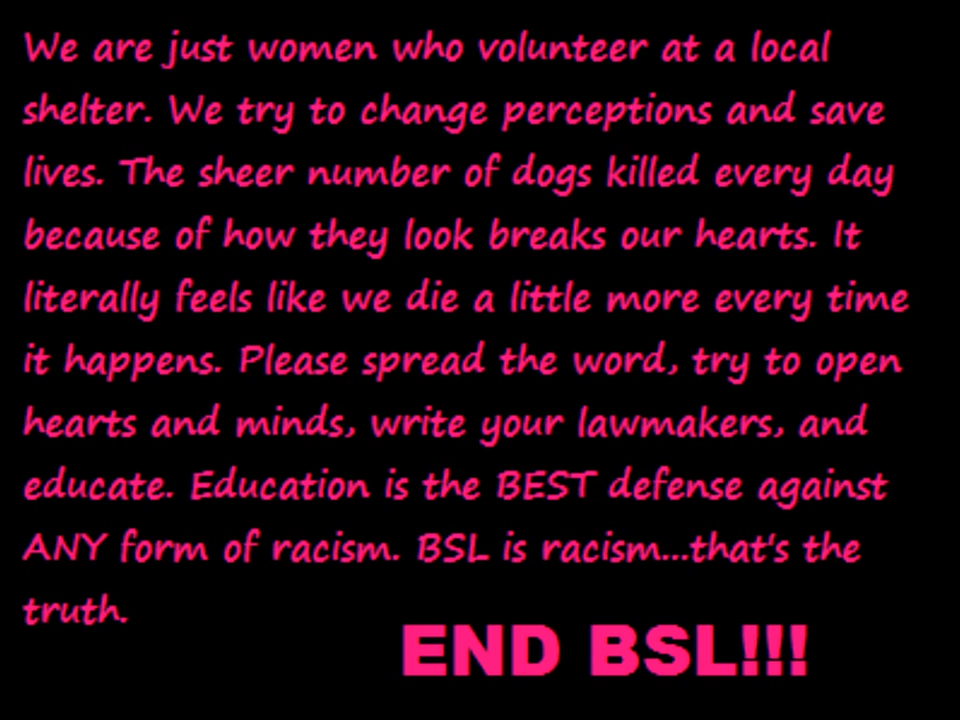 We are just women who volunteer at a local
shelter. We try to change perceptions and save
lives. The sheer number of dogs killed every day
because of how they look breaks our hearts. It
literally feels like we die a little more every time
it happens. Please spread the word, try to open
hearts and minds, write your lawmakers, and
educate. Education is the BEST defense against
ANY form of racism. BSL is racism...that's the
truth.
END BSL!!!